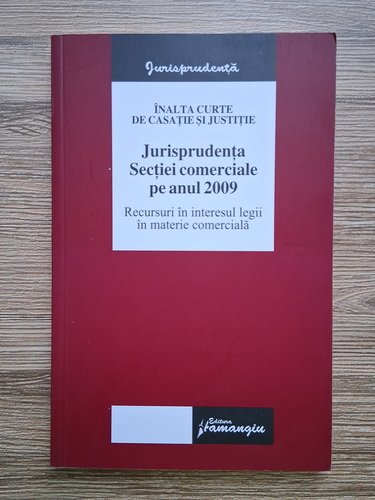 Jurisprudență
ÎNALTA CURTE
DE CASAȚIE ȘI JUSTIȚIE
Jurisprudența
Secției comerciale
pe anul 2009
Recursuri în interesul legii
în materie comercială
Editura
Hamangiu